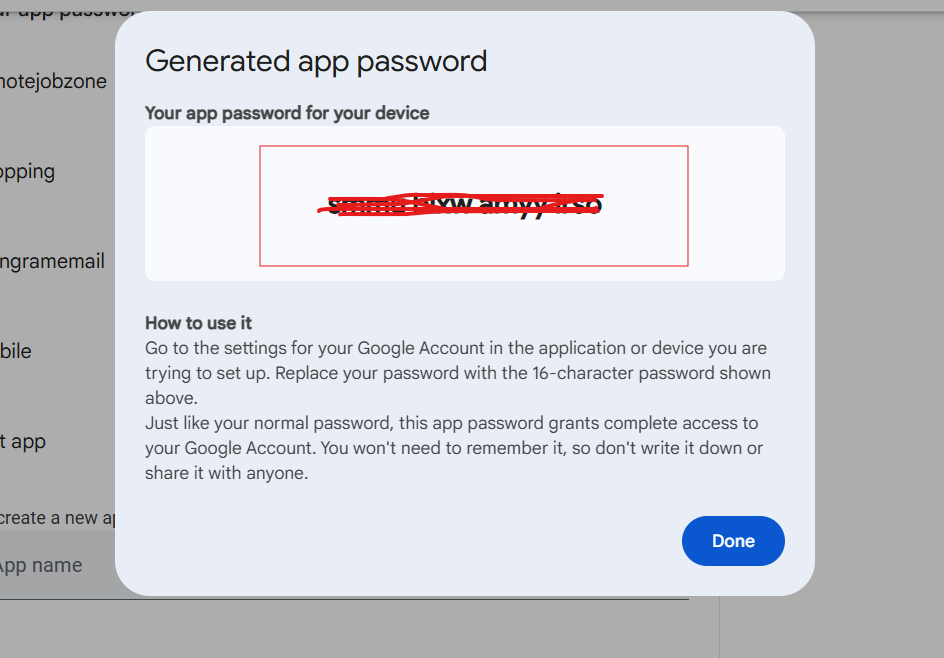 Generated app password
Your app password for your device
How to use it
Go to the settings for your Google Account in the application or device you are
trying to set up. Replace your password with the 16-character password shown
above.
Just like your normal password, this app password grants complete access to
your Google Account. You won't need to remember it, so don't write it down or
share it with anyone.
Done
notejobzone
opping
ngramemail
bile
t app
create a new ap
App name